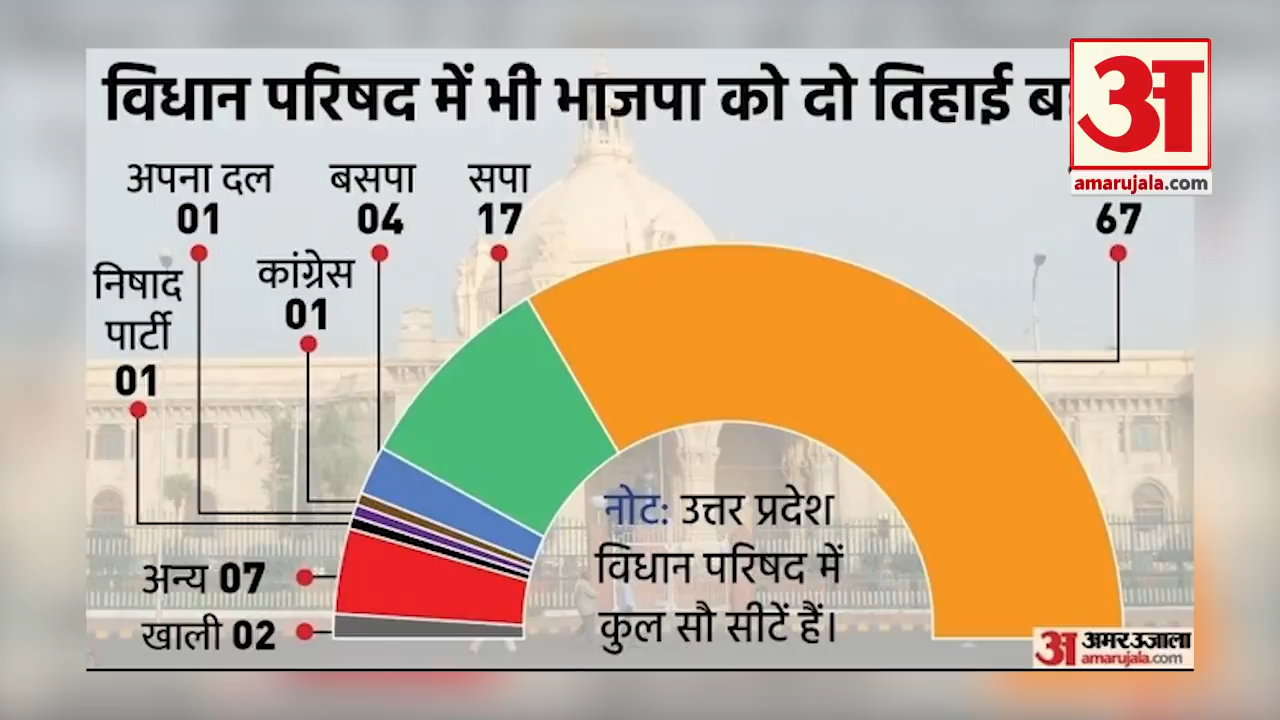 विधान परिषद में भी भाजपा को दो तिहाई
अ
amarujala.com
अपना दल
01
बसपा
04
सपा
17
67
निषाद
पार्टी
01
कांग्रेस
01
अन्य 07
खाली 02
नोट: उत्तर प्रदेश
विधान परिषद में
कुल सौ सीटें हैं।
अ अमर उजाला
amarujala.com